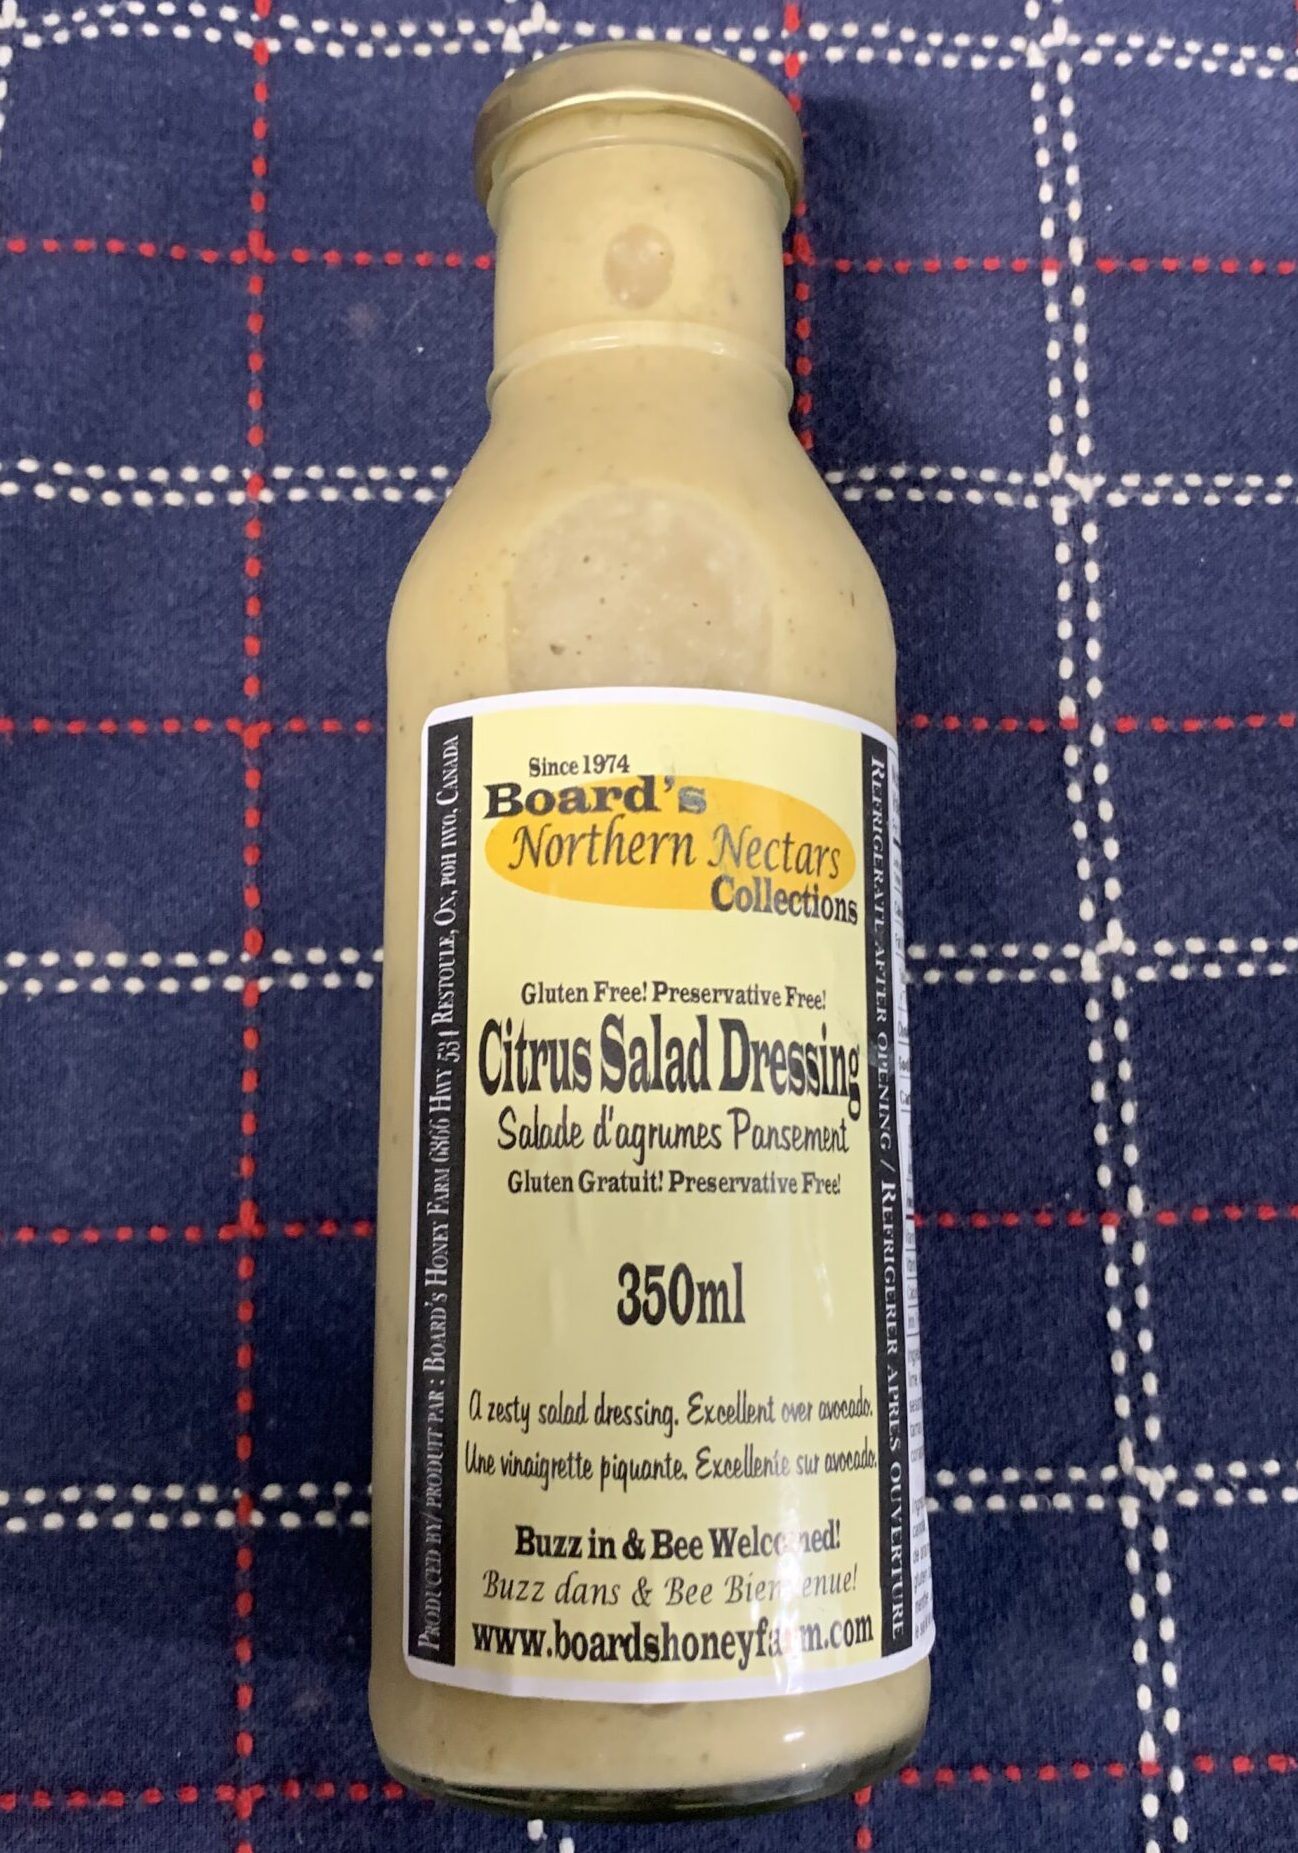 Since 1974
Board's
Northern Nectars
Collections
Gluten Free! Preservative Free!
Citrus Salad Dressing
Salade d'agrumes Pansement
Gluten Gratuit! Preservative Free!
350ml
A zesty salad dressing. Excellent over avocado.
Une vinaigrette piquante. Excellente sur avocado.
Buzz in & Bee Welcomed!
Buzz dans & Bee Bienvenue!
www.boardshoneyfarm.com
PRODUCED BY/ PRODUIT PAR: BOARD'S HONEY FARM 6866 HWY 534 RESTOULE, ON, POH IWO, CANADA
REFRIGERATE AFTER OPENING / REFRIGERER APRES OUVERTURE